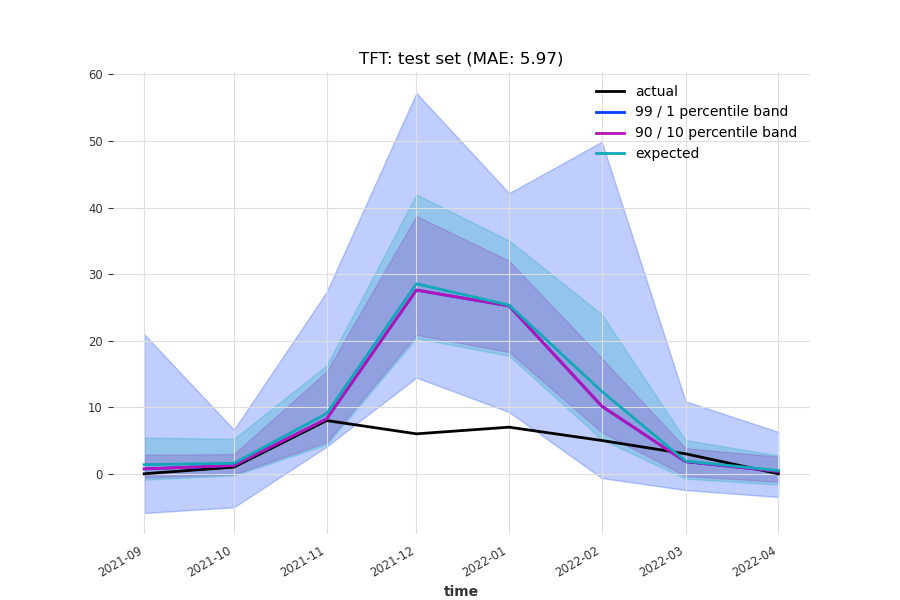 TFT: test set (MAE: 5.97)
actual
99 / 1 percentile band
90 / 10 percentile band
expected
60
50
40
30
20
10
0
2021-09
2021-10
2021-11
2021-12
2022-01
2022-02
2022-03
2022-04
time